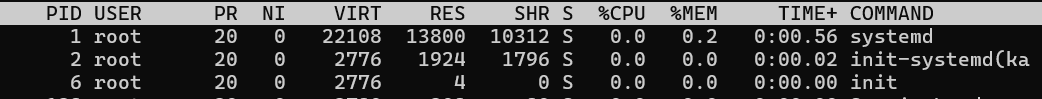 PID USER PR NI VIRT RES SHR S %CPU %MEM TIME+ COMMAND
1 root 20 0 22108 13800 10312 S 0.0 0.2 0:00.56 systemd
2 root 20 0 2776 1924 1796 S 0.0 0.0 0:00.02 init-systemd(ka
6 root 20 0 2776 4 0 S 0.0 0.0 0:00.00 init